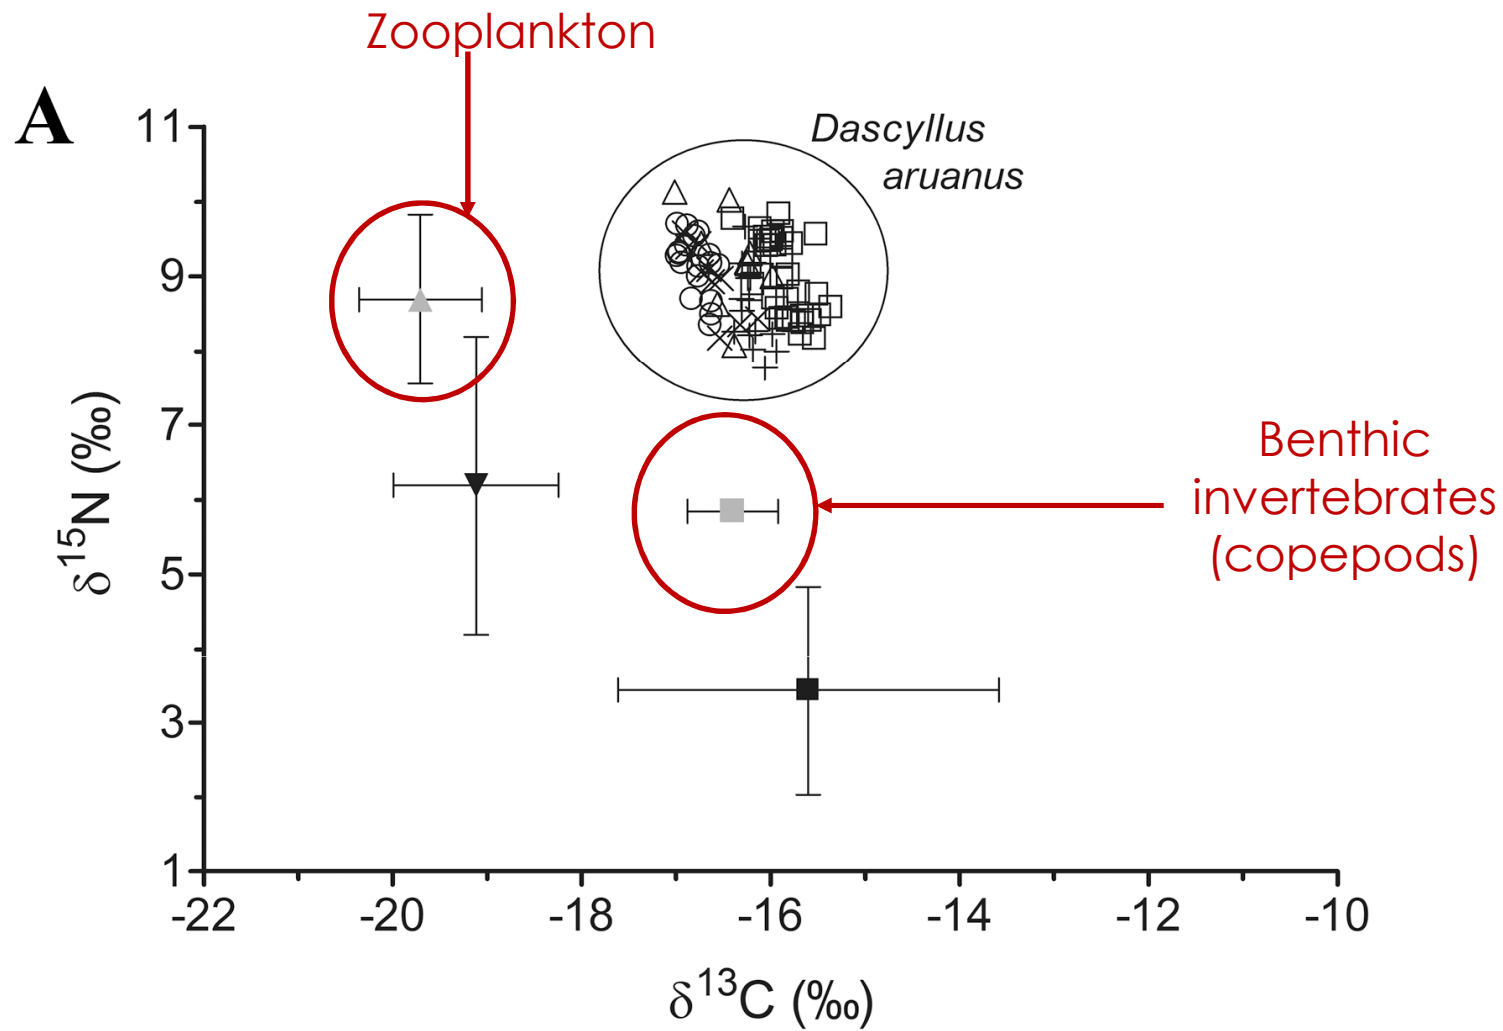 Zooplankton
A
Dascyllus
aruanus
11
9
7
5
3
1
δ15N (‰)
Benthic
invertebrates
(copepods)
-22 -20 -18 -16 -14 -12 -10
δ13C (‰)